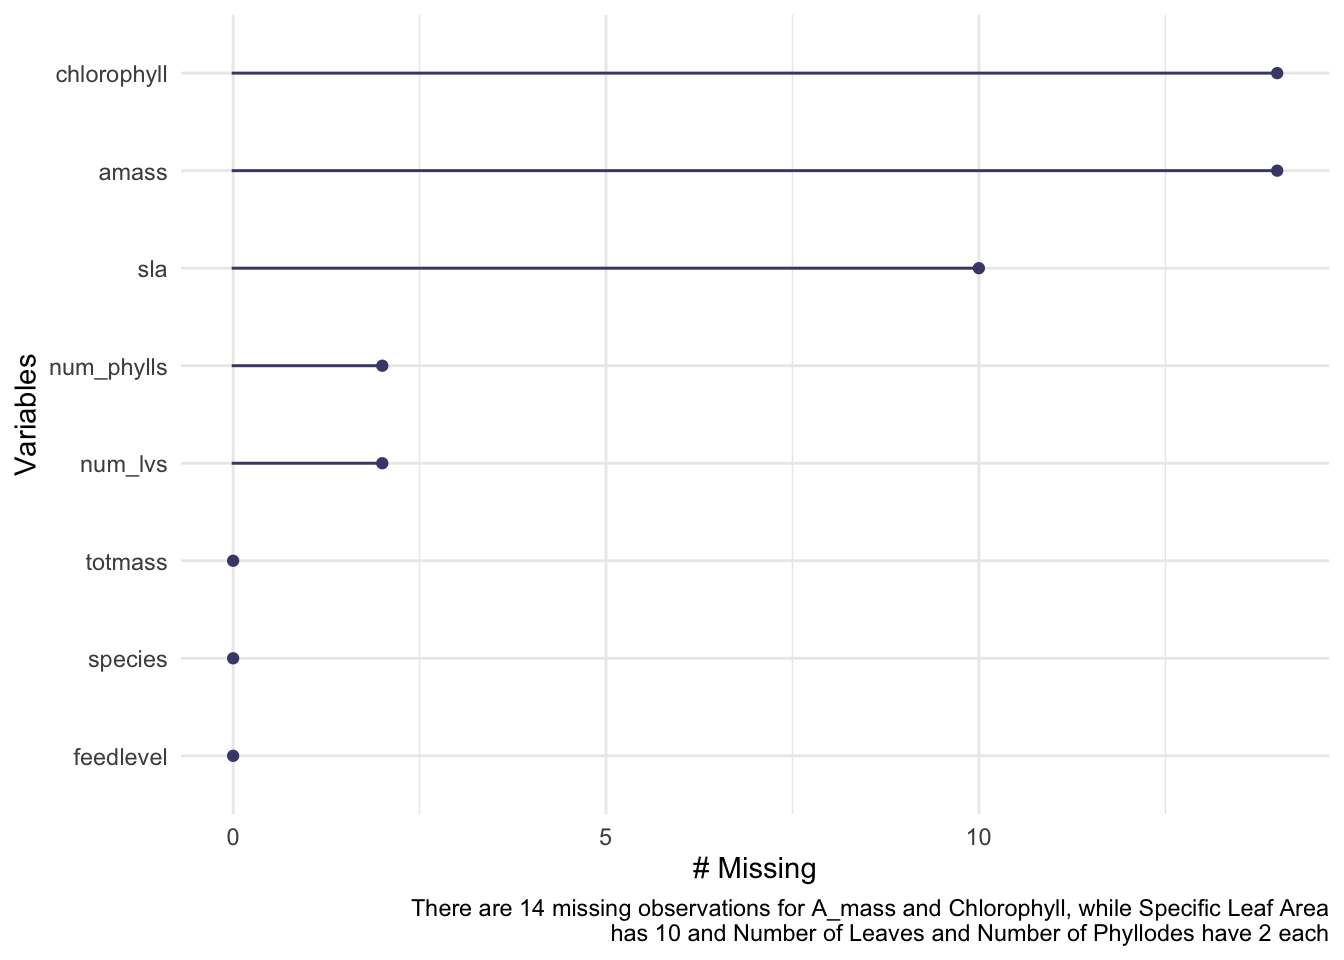 chlorophyll
amass
sla
num_phylls
num_lvs
totmass
species
feedlevel
Variables
0 5 10
# Missing
There are 14 missing observations for A_mass and Chlorophyll, while Specific Leaf Area
has 10 and Number of Leaves and Number of Phyllodes have 2 each